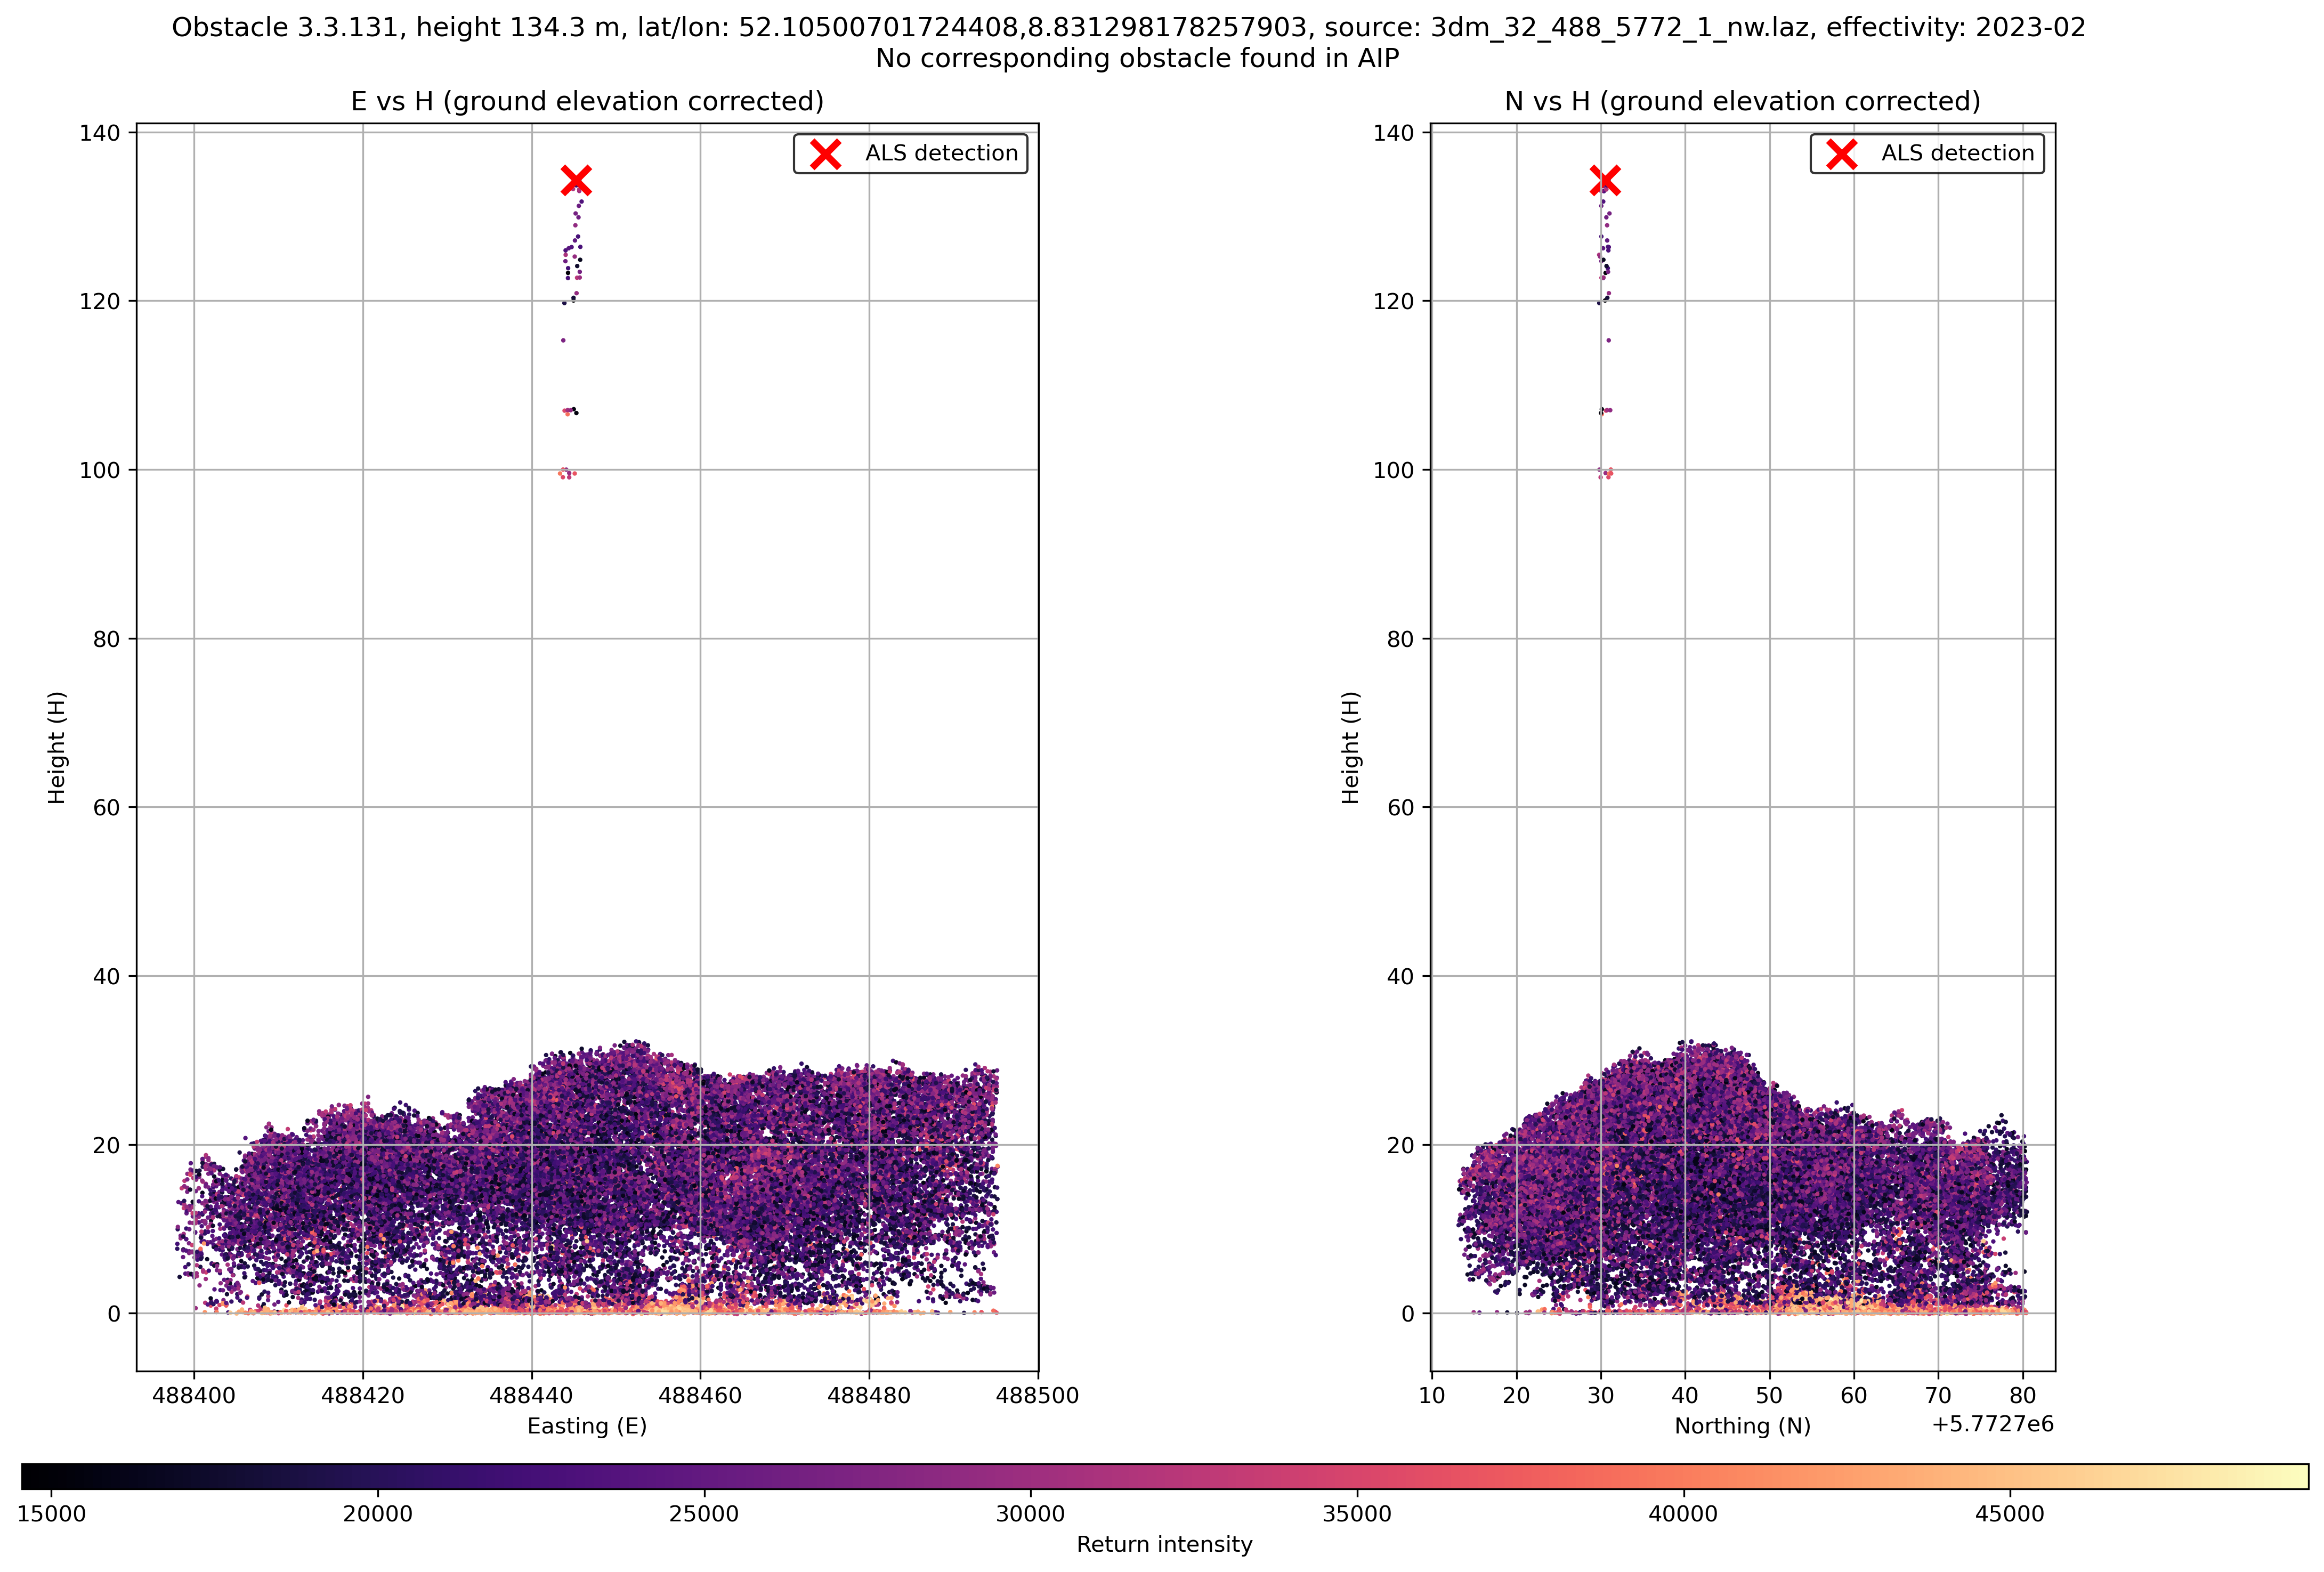 Obstacle 3.3.131, height 134.3 m, lat/lon: 52.10500701724408,8.831298178257903, source: 3dm_32_488_5772_1_nw.laz, effectivity: 2023-02
No corresponding obstacle found in AIP
E vs H (ground elevation corrected)
140
120
100
80
60
40
20
0
Height (H)
ALS detection
488400 488420 488440 488460 488480 488500
Easting (E)
N vs H (ground elevation corrected)
140
120
100
80
60
40
20
0
Height (H)
ALS detection
10 20 30 40 50 60 70 80
Northing (N)
+5.7727e6
15000 20000 25000 30000 35000 40000 45000
Return intensity